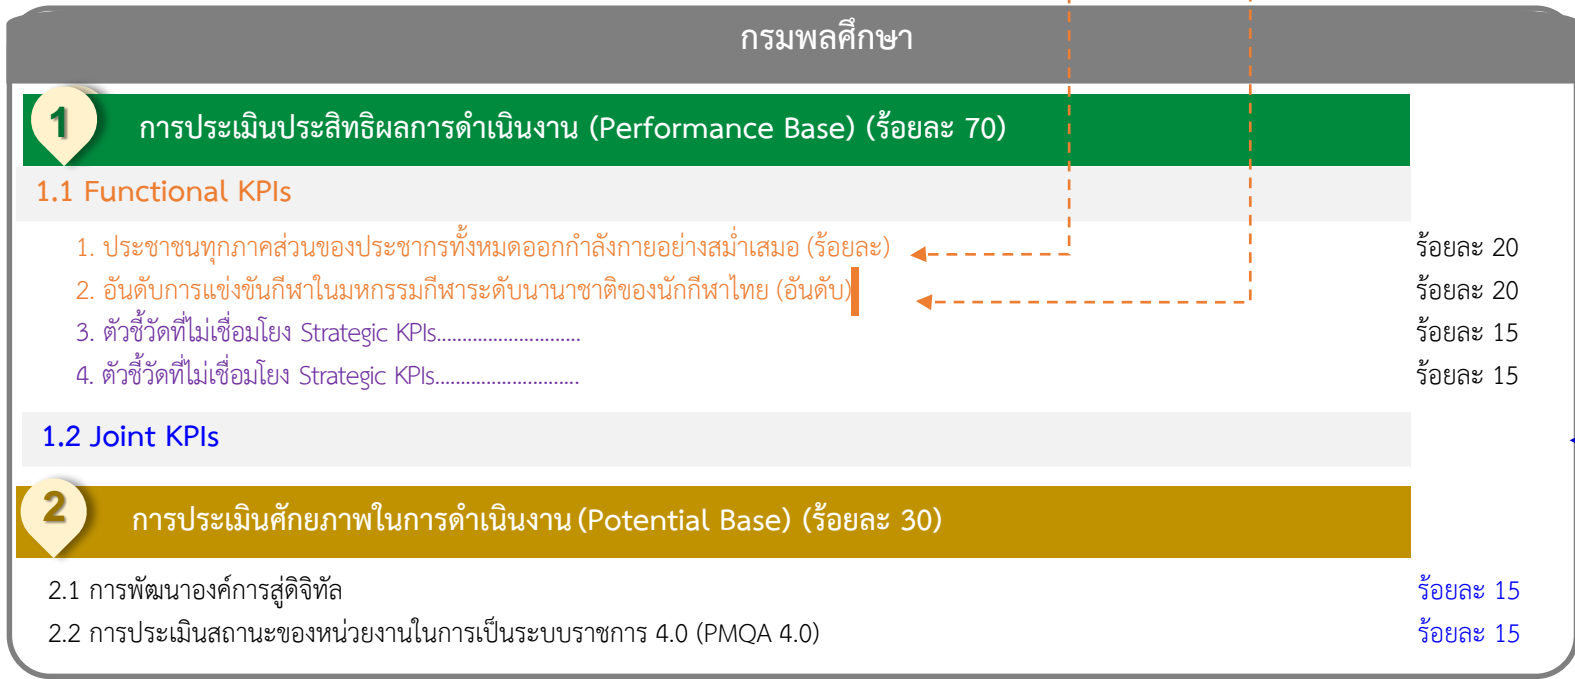 กรมพลศึกษา
1 การประเมินประสิทธิผลการดำเนินงาน (Performance Base) (ร้อยละ 70)
1.1 Functional KPIs
1. ประชาชนทุกภาคส่วนของประชากรทั้งหมดออกกำลังกายอย่างสม่ำเสมอ (ร้อยละ) ร้อยละ 20
2. อันดับการแข่งขันกีฬาในมหกรรมกีฬาระดับนานาชาติของนักกีฬาไทย (อันดับ) ร้อยละ 20
3. ตัวชี้วัดที่ไม่เชื่อมโยง Strategic KPIs............................ ร้อยละ 15
4. ตัวชี้วัดที่ไม่เชื่อมโยง Strategic KPIs............................ ร้อยละ 15
1.2 Joint KPIs
2 การประเมินศักยภาพในการดำเนินงาน (Potential Base) (ร้อยละ 30)
2.1 การพัฒนาองค์การสู่ดิจิทัล ร้อยละ 15
2.2 การประเมินสถานะของหน่วยงานในการเป็นระบบราชการ 4.0 (PMQA 4.0) ร้อยละ 15